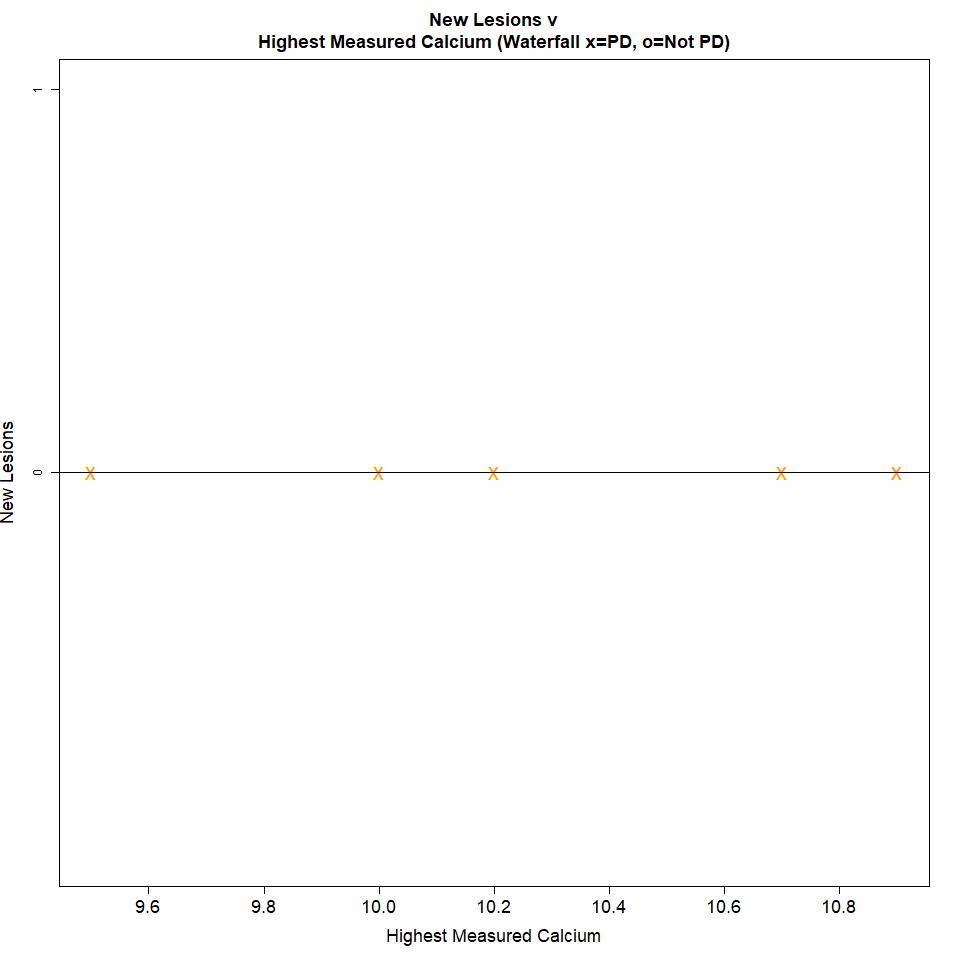 New Lesions v
Highest Measured Calcium (Waterfall x=PD, o=Not PD)
1
New Lesions
0
X X X X X
9.6 9.8 10.0 10.2 10.4 10.6 10.8
Highest Measured Calcium